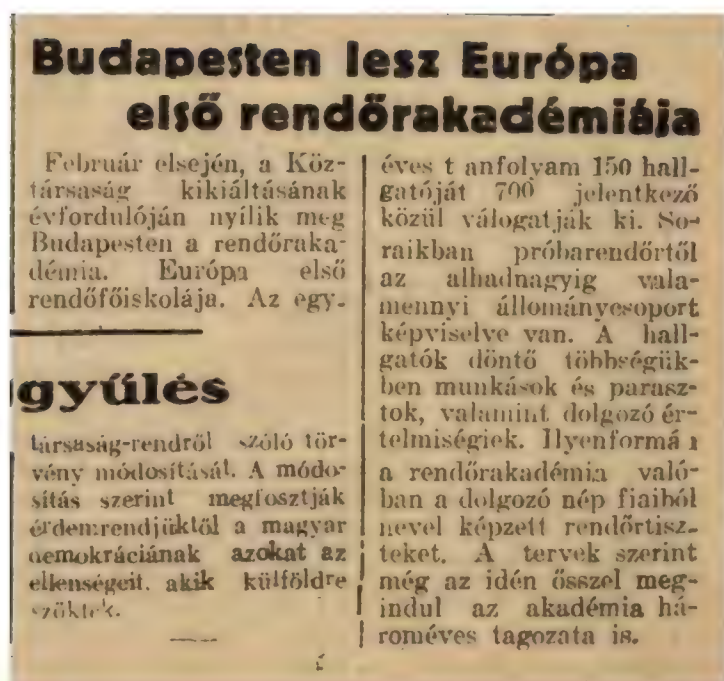 Budapesten lesz Európa
első rendőrakadémiája
Február elsején, a Köz-
társaság kikiáltásának
évfordulóján nyílik meg
Budapesten a rendőraka-
démia. Európa első
rendőfőiskolája. Az egy-
éves t anfolyam 150 hall-
gatóját 700 jelentkező
közül válogatják ki. So-
raikban próbarendőrtől
az alhadnagyig vala-
mennyi állománycsoport
képviselve van. A hall-
gatók döntő többségük-
ben munkások és parasz-
tok, valamint dolgozó ér-
telmiségiek. Ilyenformá
a rendőrakadémia való-
ban a dolgozó nép fiaiból
nevel képzett rendőrtisz-
teket. A tervek szerint
még az idén ősszel meg-
indul az akadémia há-
roméves tagozata is.
gyűlés
társaság-rendről szóló tör-
vény módosítását. A módo-
sítás szerint megfosztják
érdemrendjüktől a magyar
demokráciának azokat az
ellenségeit, akik külföldre
szöktek.